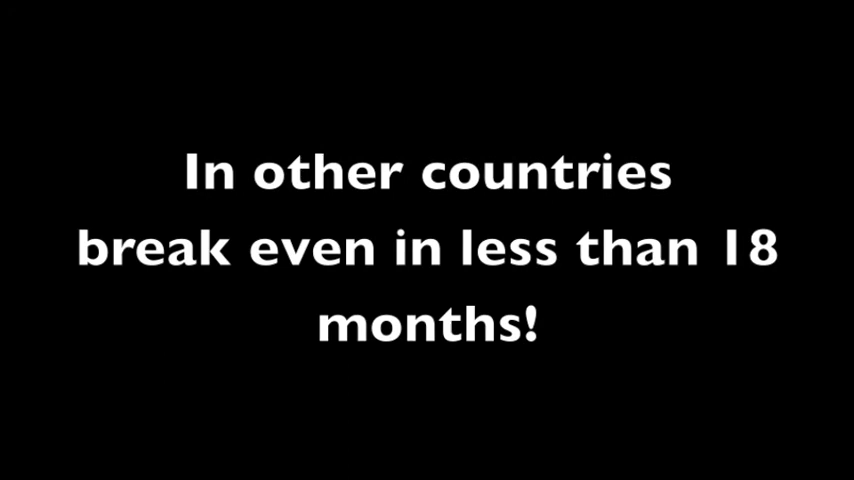 In other countries
break even in less than 18
months!